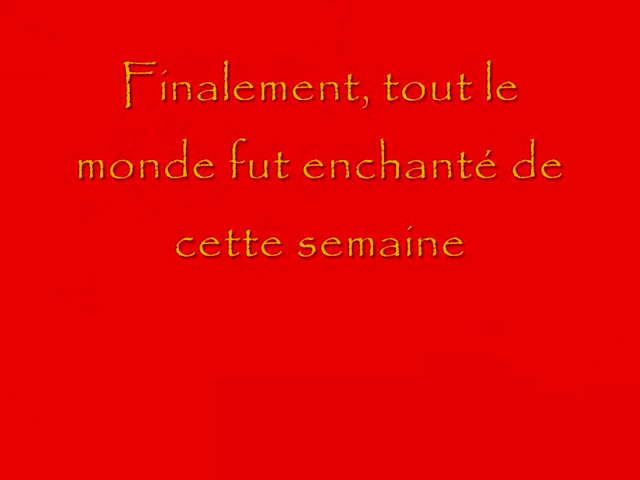 Finalement, tout le
monde fut enchanté de
cette semaine